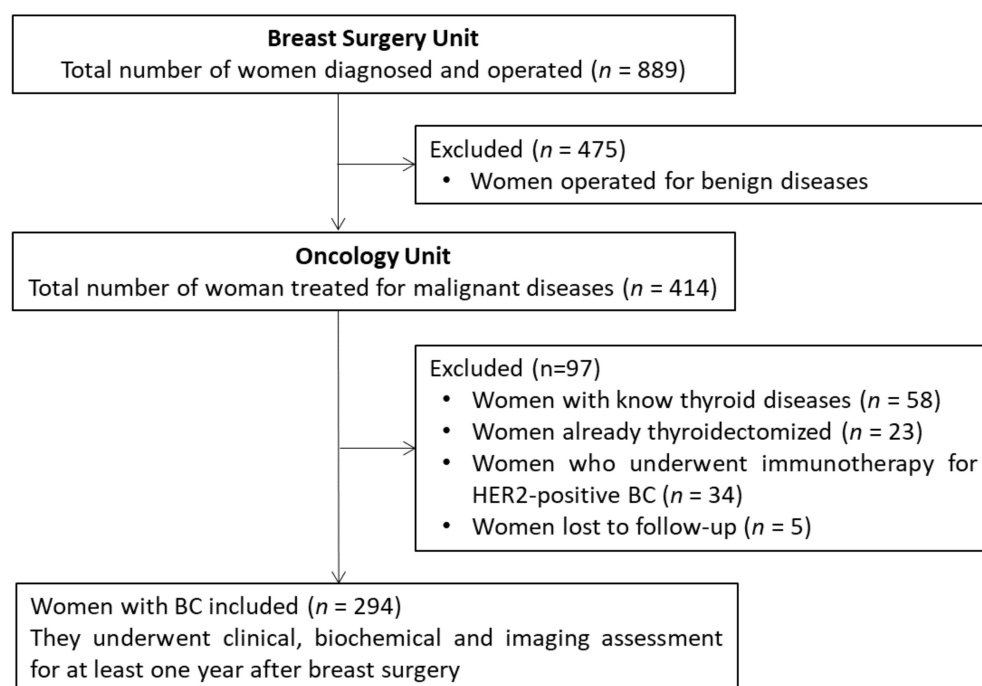 Breast Surgery Unit
Total number of women diagnosed and operated (n = 889)
Excluded (n = 475)
• Women operated for benign diseases
Oncology Unit
Total number of woman treated for malignant diseases (n = 414)
Excluded (n=97)
• Women with know thyroid diseases (n = 58)
• Women already thyroidectomized (n = 23)
• Women who underwent immunotherapy for
HER2-positive BC (n = 34)
• Women lost to follow-up (n = 5)
Women with BC included (n = 294)
They underwent clinical, biochemical and imaging assessment
for at least one year after breast surgery